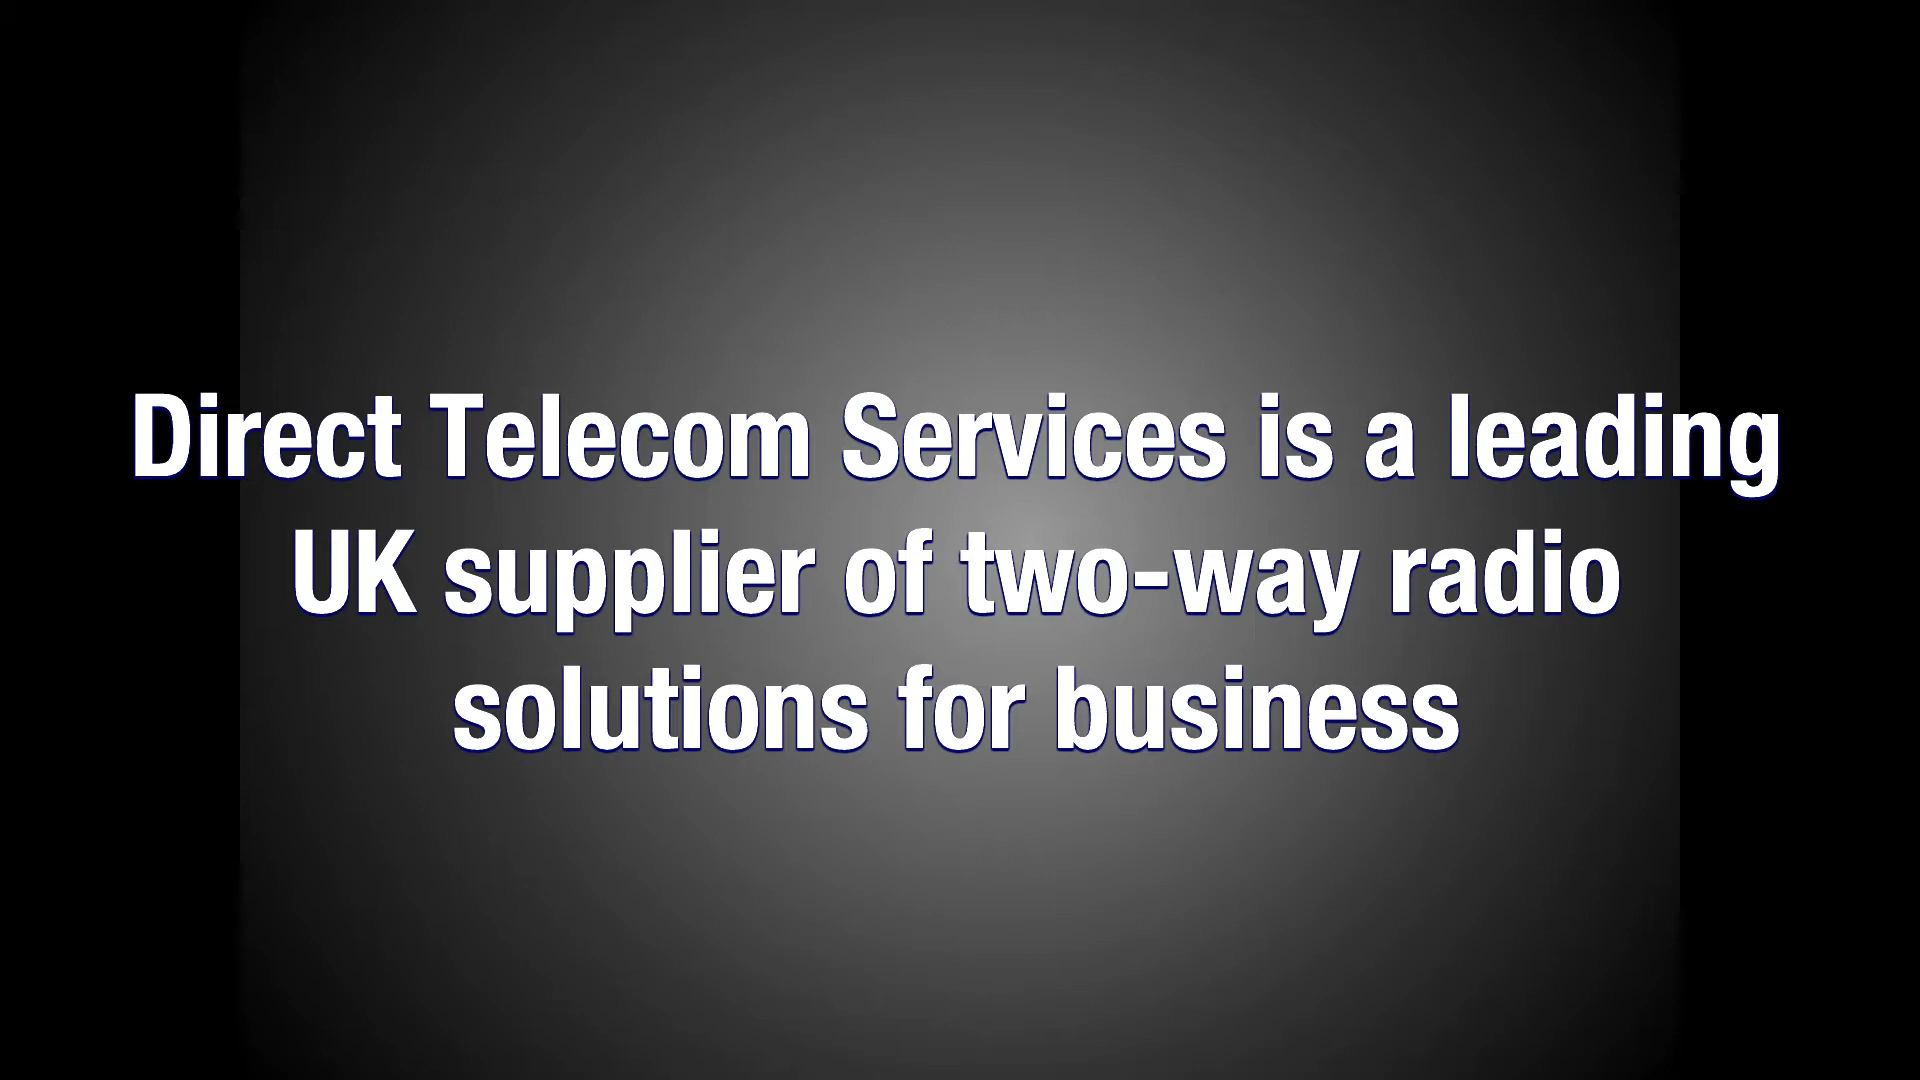 Direct Telecom Services is a leading
UK supplier of two-way radio
solutions for business